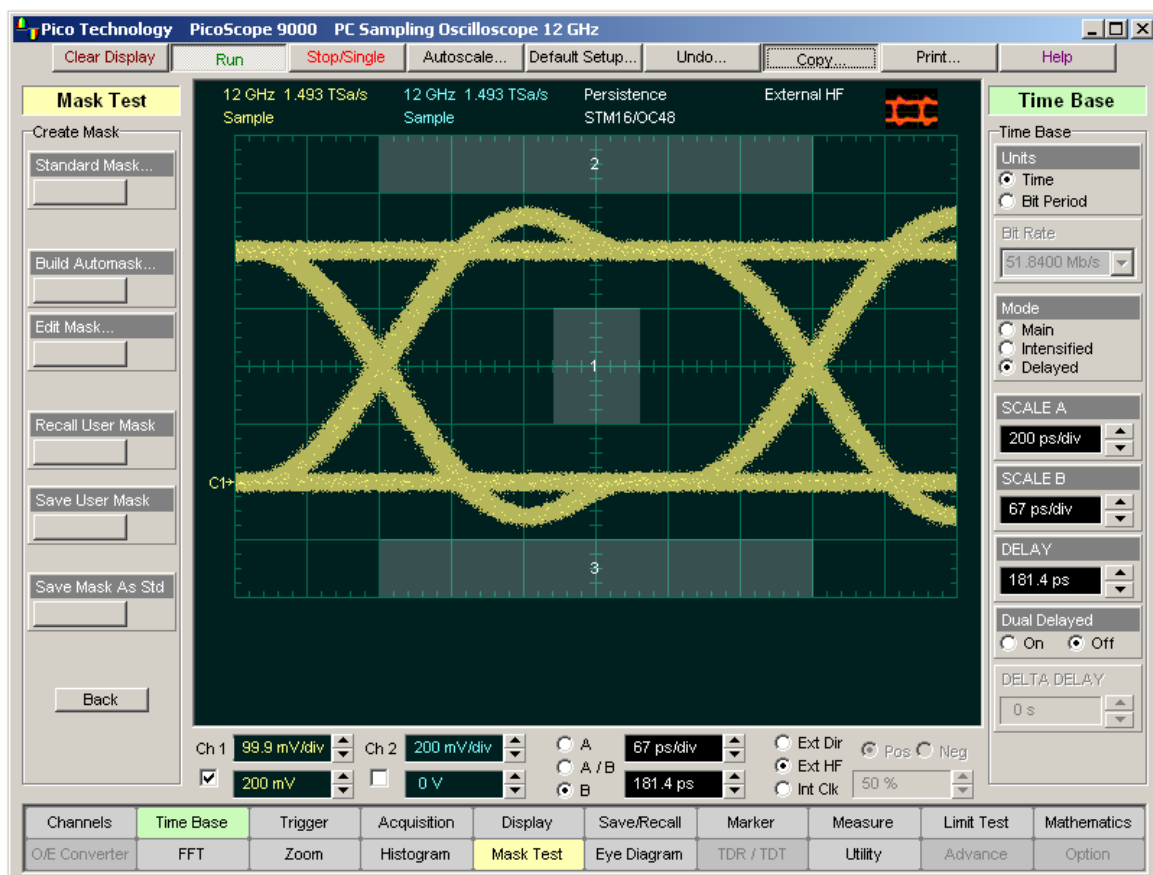 Pico Technology PicoScope 9000 PC Sampling Oscilloscope 12 GHz
Clear Display Run Stop/Single Autoscale... Default Setup... Undo... Copy... Print... Help
Mask Test
Create Mask
Standard Mask...
Build Automask...
Edit Mask...
Recall User Mask
Save User Mask
Save Mask As Std
Back
12 GHz 1.493 TSa/s 12 GHz 1.493 TSa/s Persistence External HF
Sample Sample STM16/OC48
2
1
C1
3
Time Base
Time Base
Units
Time
Bit Period
Bit Rate
51.8400 Mb/s
Mode
Main
Intensified
Delayed
SCALE A
200 ps/div
SCALE B
67 ps/div
DELAY
181.4 ps
Dual Delayed
On Off
DELTA DELAY
0 s
Ch 1 99.9 mV/div Ch 2 200 mV/div A 67 ps/div Ext Dir Pos Neg
A / B Ext HF
200 mV 0 V B 181.4 ps Int Clk 50 %
Channels Time Base Trigger Acquisition Display Save/Recall Marker Measure Limit Test Mathematics
O/E Converter FFT Zoom Histogram Mask Test Eye Diagram TDR / TDT Utility Advance Option